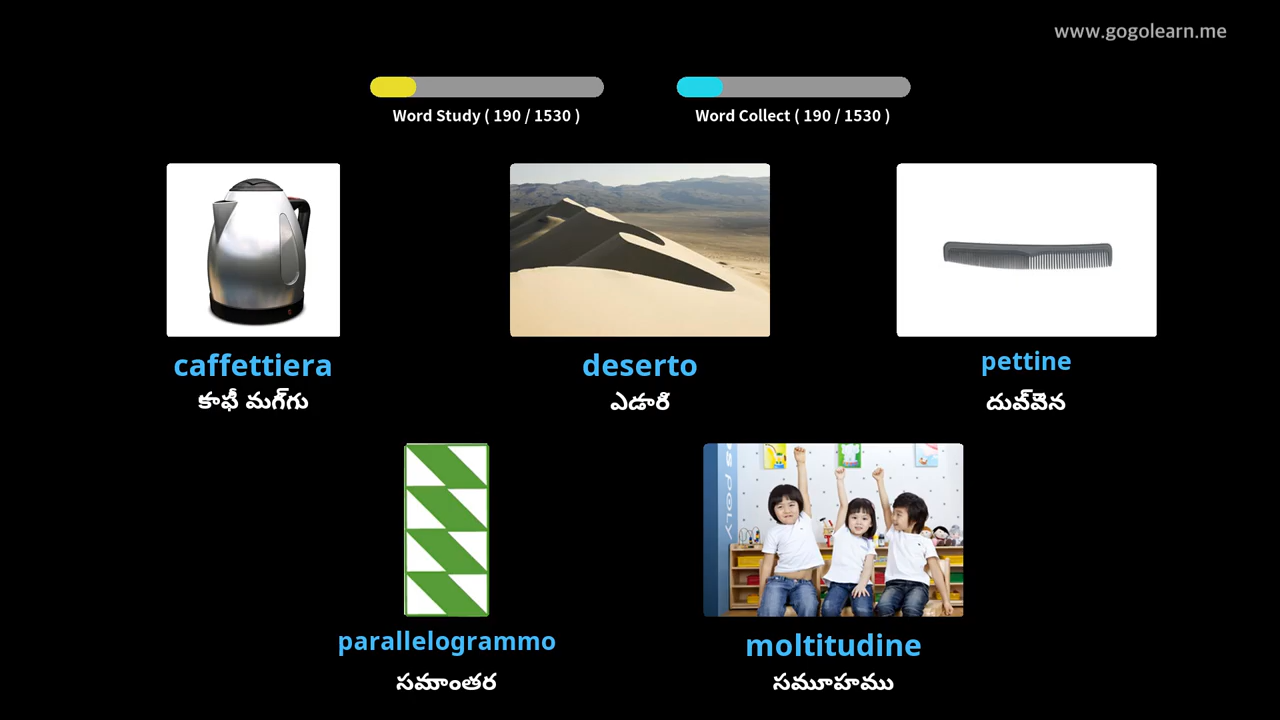 www.gogolearn.me
Word Study ( 190 / 1530 )
Word Collect ( 190 / 1530 )
caffettiera
కాఫీ మగ్‌గు
deserto
ఎడారి
pettine
దువ్‌వెన
parallelogrammo
సమాంతర
moltitudine
సమూహము